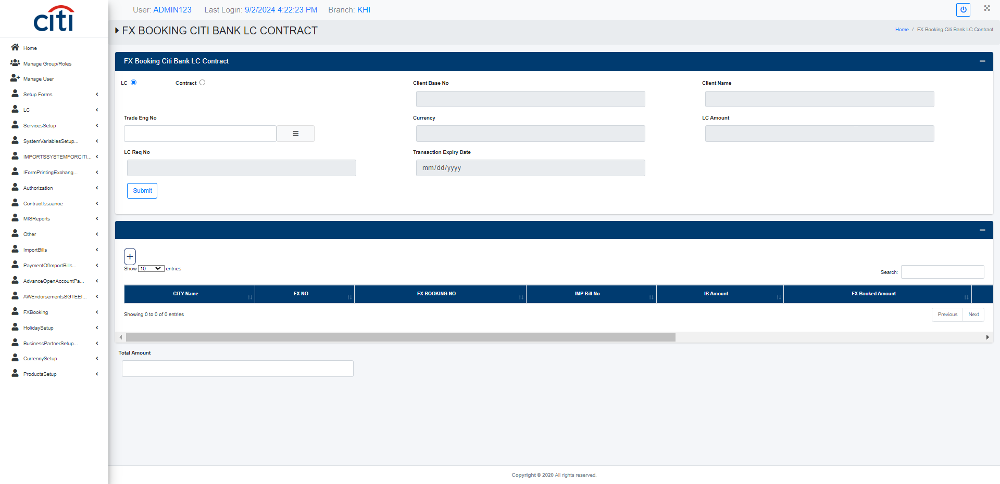 citi
User: ADMIN123 Last Login: 9/2/2024 4:22:23 PM Branch: KHI
FX BOOKING CITI BANK LC CONTRACT
Home / FX Booking Citi Bank LC Contract
Home
Manage Group/Roles
Manage User
Setup Forms
LC
ServicesSetup
SystemVariablesSetup...
IMPORTSSYSTEMFORCITI...
IFormPrintingExchang...
Authorization
ContractIssuance
MISReports
Other
ImportBills
PaymentOfImportBills...
AdvanceOpenAccountPa...
AWEndorsementsSGTEEI...
FXBooking
HolidaySetup
BusinessPartnerSetup...
CurrencySetup
ProductsSetup
FX Booking Citi Bank LC Contract
LC Contract Client Base No Client Name
Trade Eng No Currency LC Amount
LC Req No Transaction Expiry Date
mm/dd/yyyy
Submit
+
Show 10 entries
Search:
CITY Name FX NO FX BOOKING NO IMP Bill No IB Amount FX Booked Amount
Showing 0 to 0 of 0 entries
Previous Next
Total Amount
Copyright © 2020 All rights reserved.